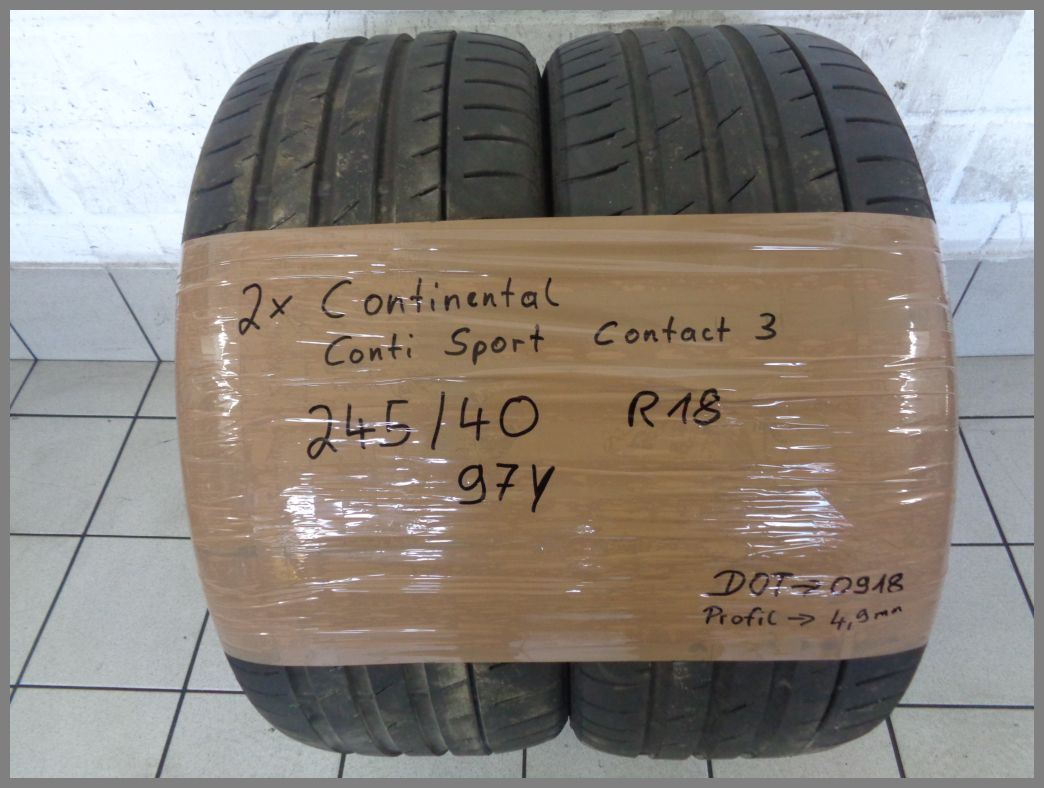 2x Continental
Conti Sport Contact 3
245/40 R18
97Y
DOT→0918
Profil → 4,9mm